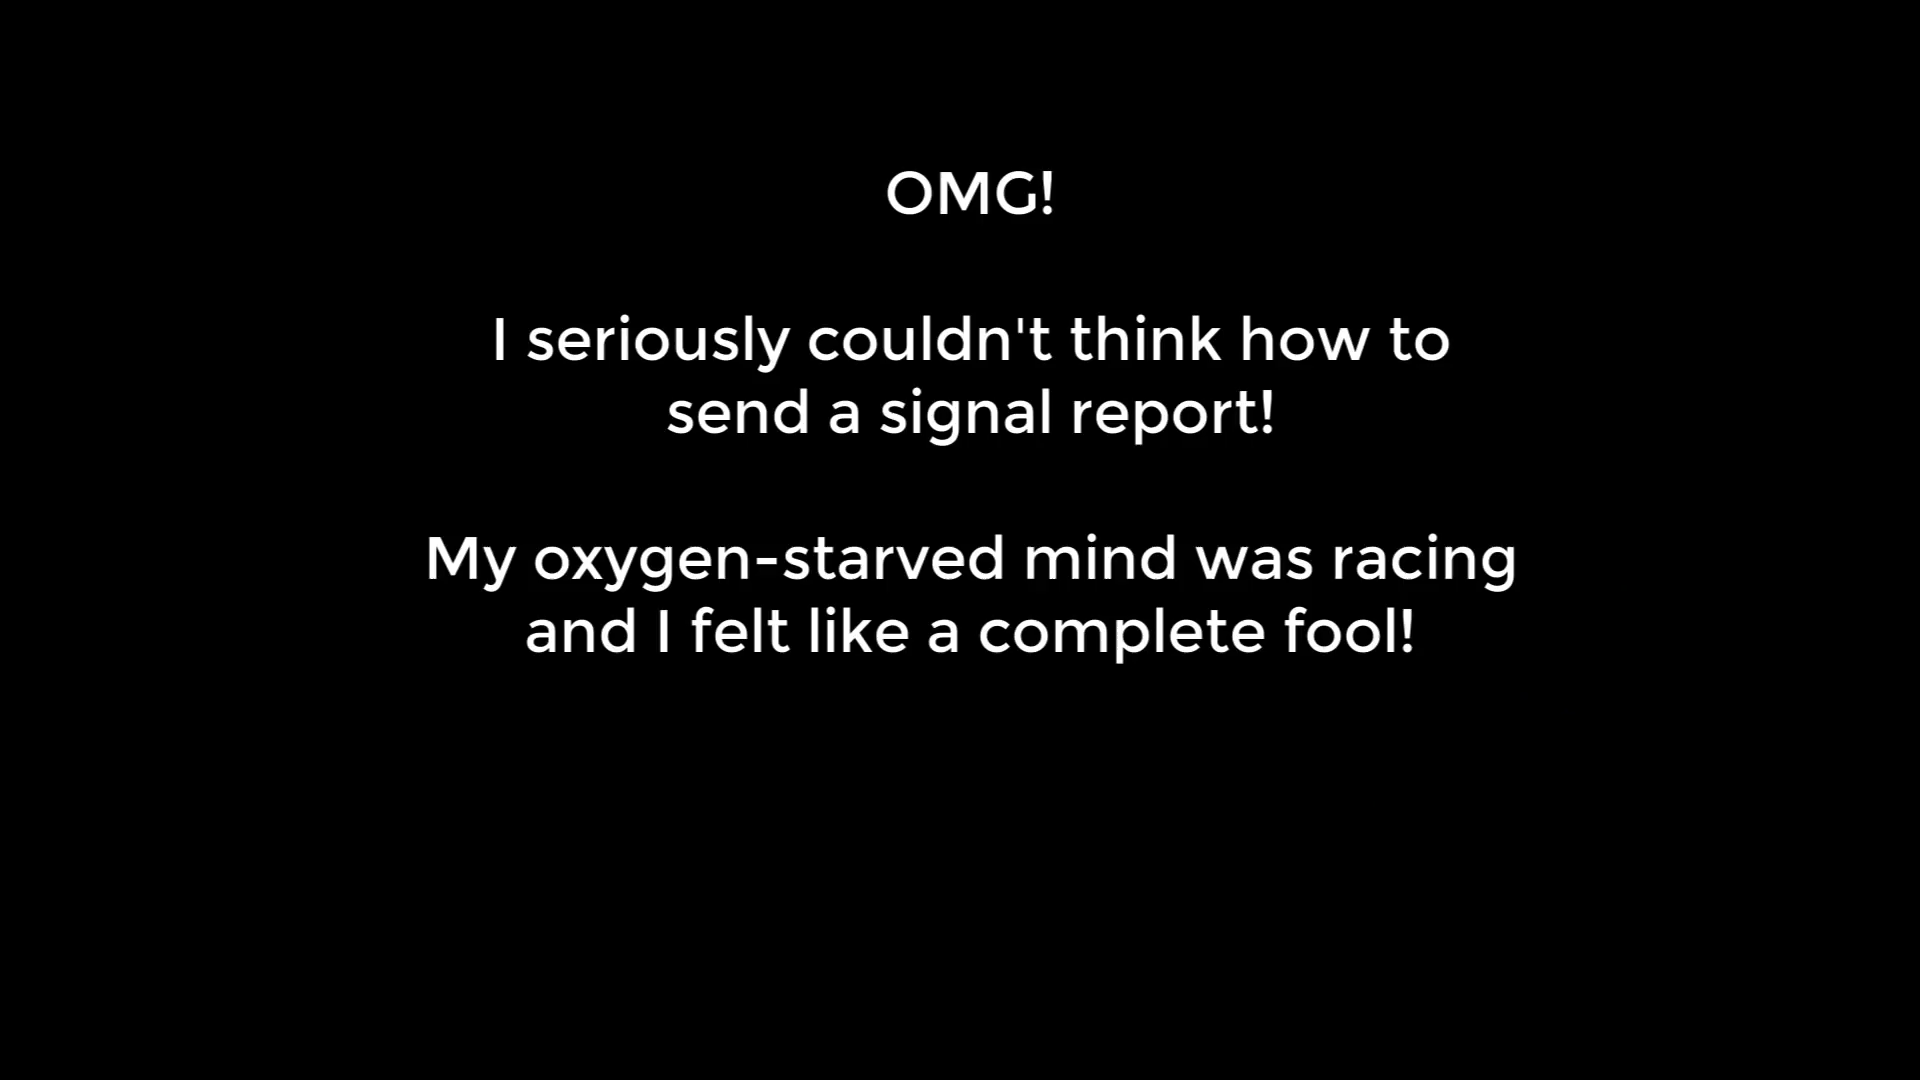 OMG!
I seriously couldn't think how to
send a signal report!
My oxygen-starved mind was racing
and I felt like a complete fool!